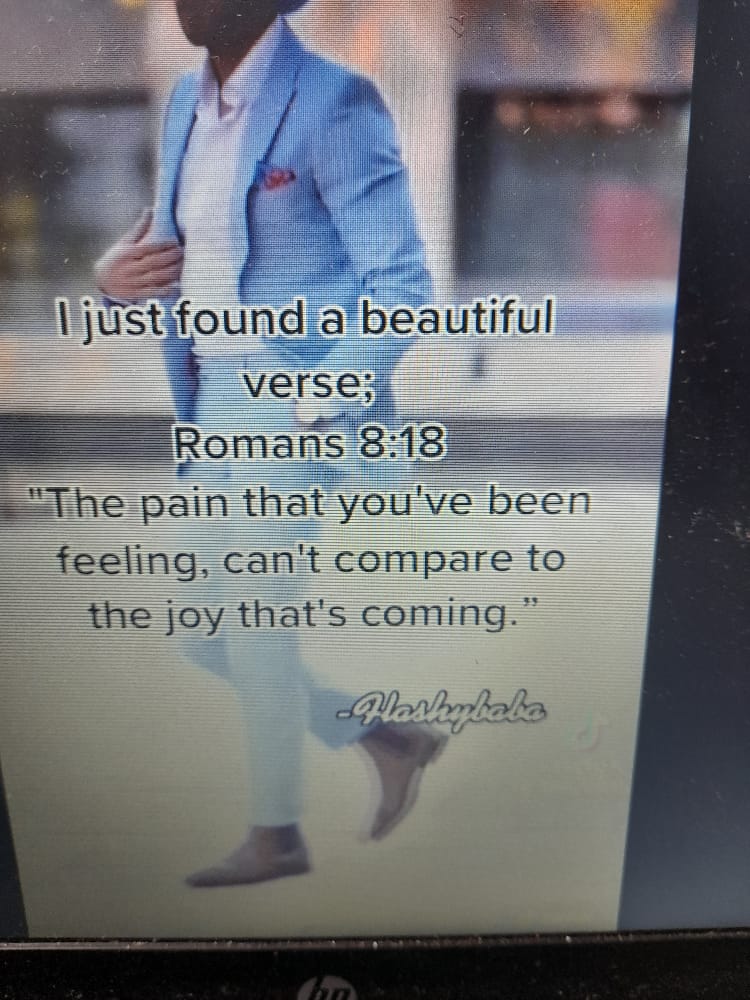 I just found a beautiful
verse;
Romans 8:18
"The pain that you've been
feeling, can't compare to
the joy that's coming.”
-Hashybaba
hp